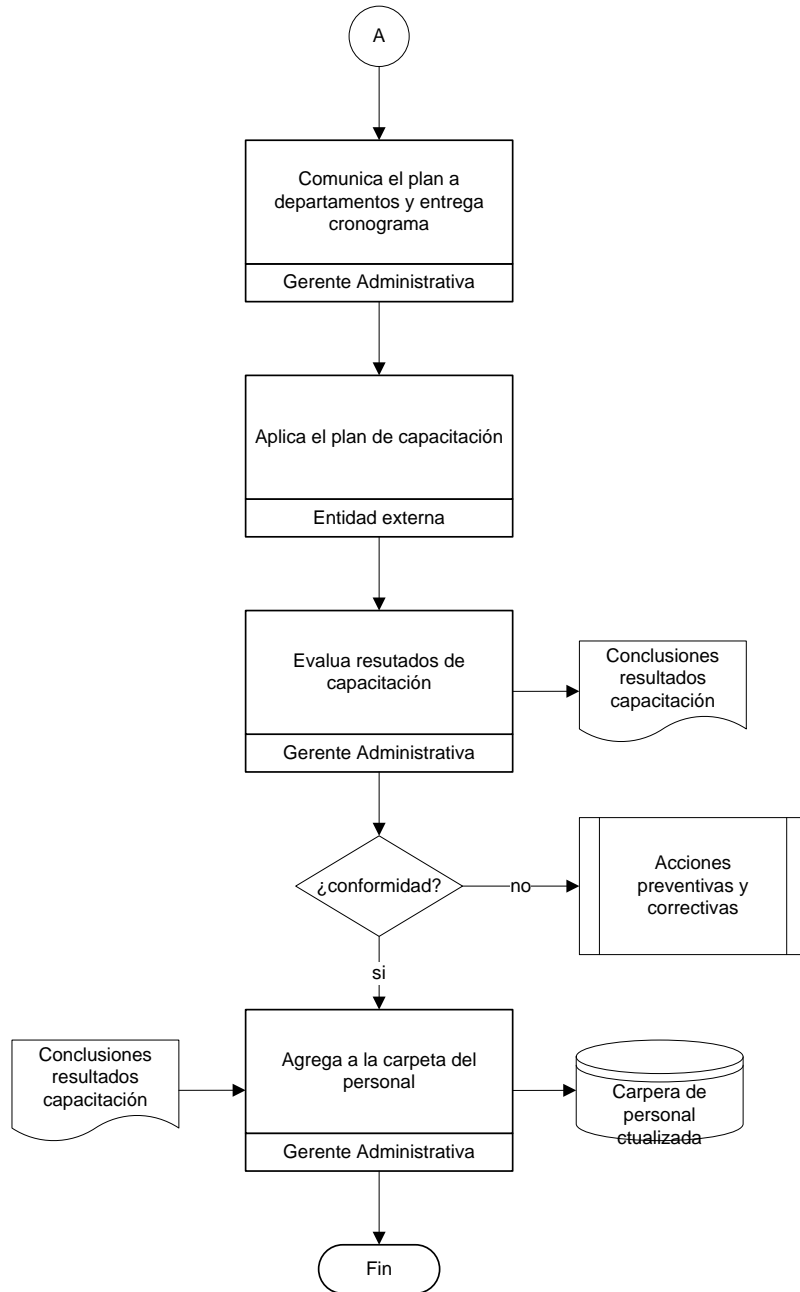 A
Comunica el plan a
departamentos y entrega
cronograma
Gerente Administrativa
Aplica el plan de capacitación
Entidad externa
Evalua resutados de
capacitación
Gerente Administrativa
Conclusiones
resultados
capacitación
¿conformidad?
no
Acciones
preventivas y
correctivas
si
Conclusiones
resultados
capacitación
Agrega a la carpeta del
personal
Gerente Administrativa
Carpera de
personal
ctualizada
Fin